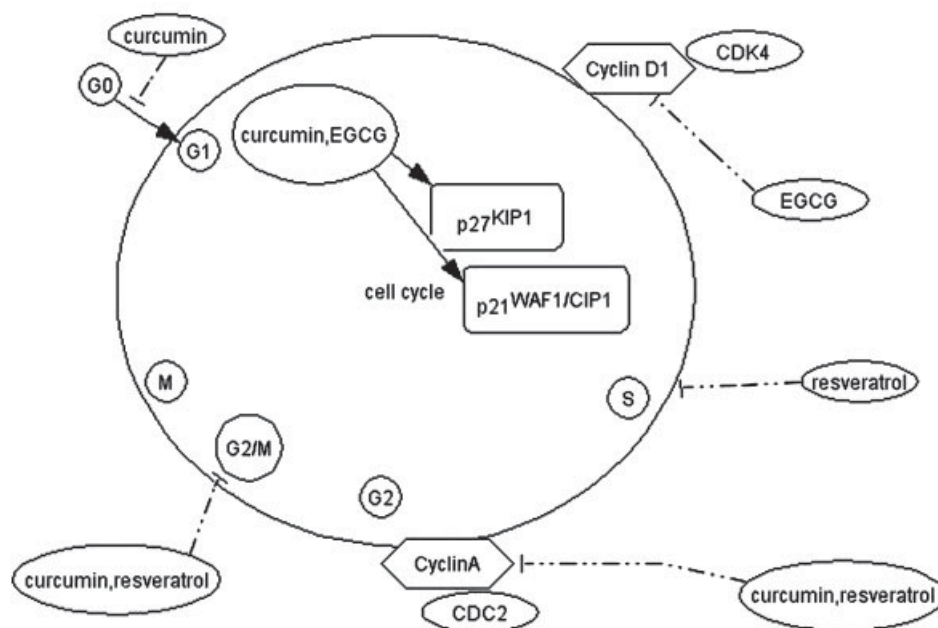 curcumin
Cyclin D1
CDK4
G0
curcumin,EGCG
G1
EGCG
p27KIP1
cell cycle
p21WAF1/CIP1
M
resveratrol
S
G2/M
G2
curcumin,resveratrol
CyclinA
curcumin,resveratrol
CDC2